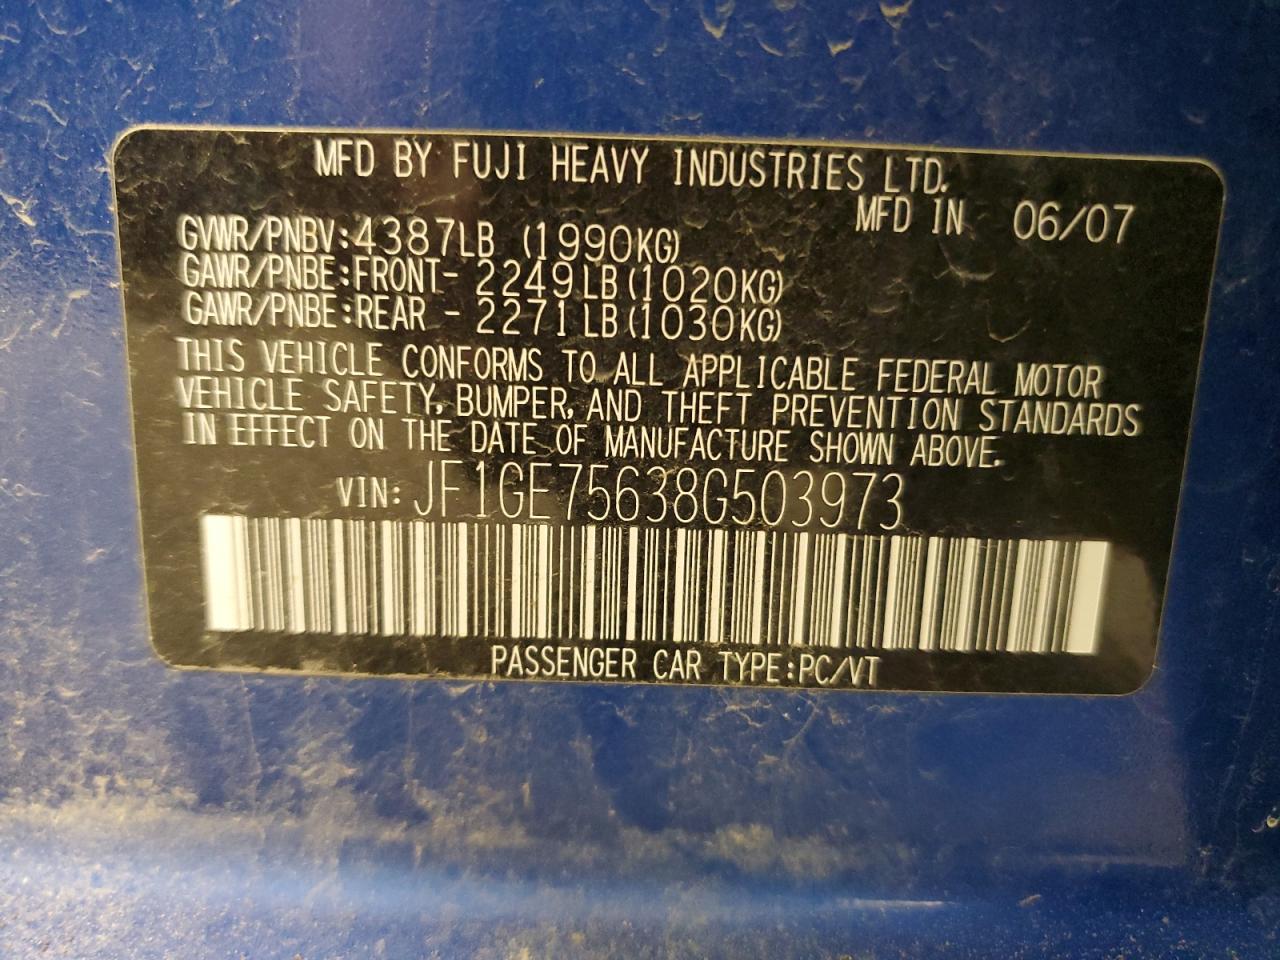 MFD BY FUJI HEAVY INDUSTRIES LTD.
MFD IN 06/07
GVWR/PNBV:4387LB (1990KG)
GAWR/PNBE:FRONT- 2249LB(1020KG)
GAWR/PNBE:REAR - 2271LB(1030KG)
THIS VEHICLE CONFORMS TO ALL APPLICABLE FEDERAL MOTOR
VEHICLE SAFETY, BUMPER, AND THEFT PREVENTION STANDARDS
IN EFFECT ON THE DATE OF MANUFACTURE SHOWN ABOVE.
VIN: JF1GE75638G503973
PASSENGER CAR TYPE:PC/VT